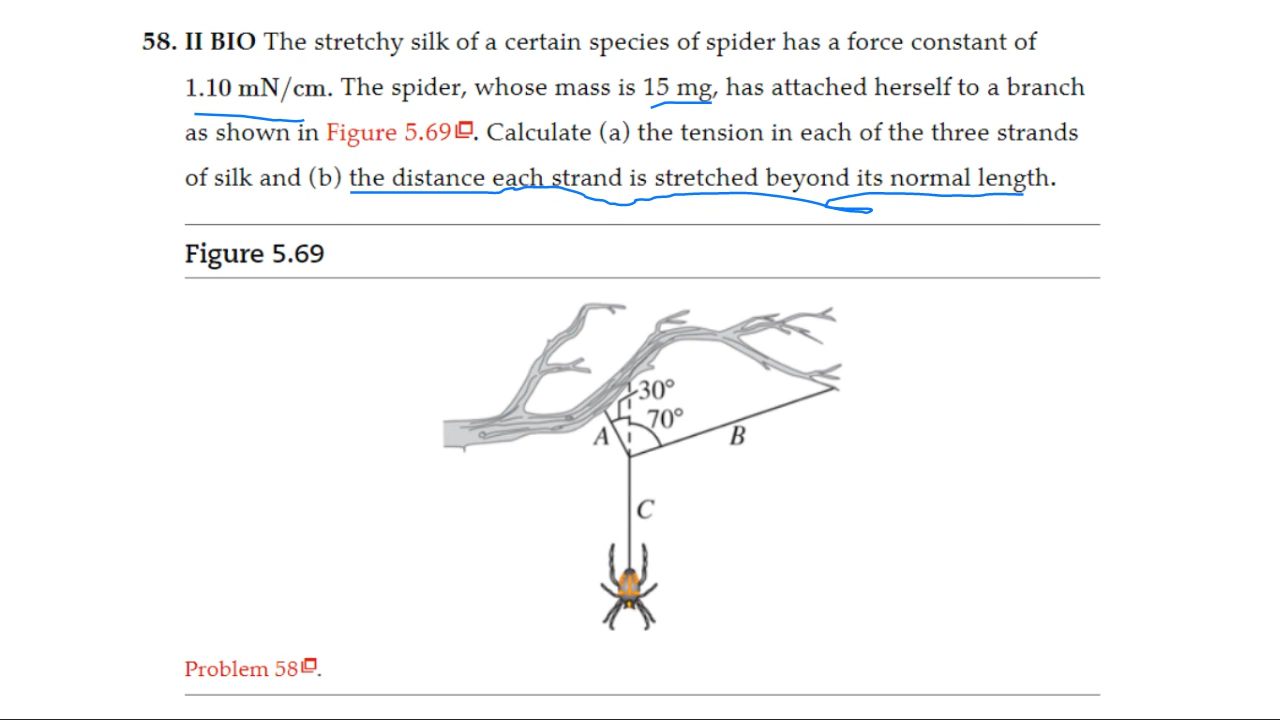 58. II BIO The stretchy silk of a certain species of spider has a force constant of
1.10 mN/cm. The spider, whose mass is 15 mg, has attached herself to a branch
as shown in Figure 5.69. Calculate (a) the tension in each of the three strands
of silk and (b) the distance each strand is stretched beyond its normal length.
Figure 5.69
30°
70°
A
B
C
Problem 58.